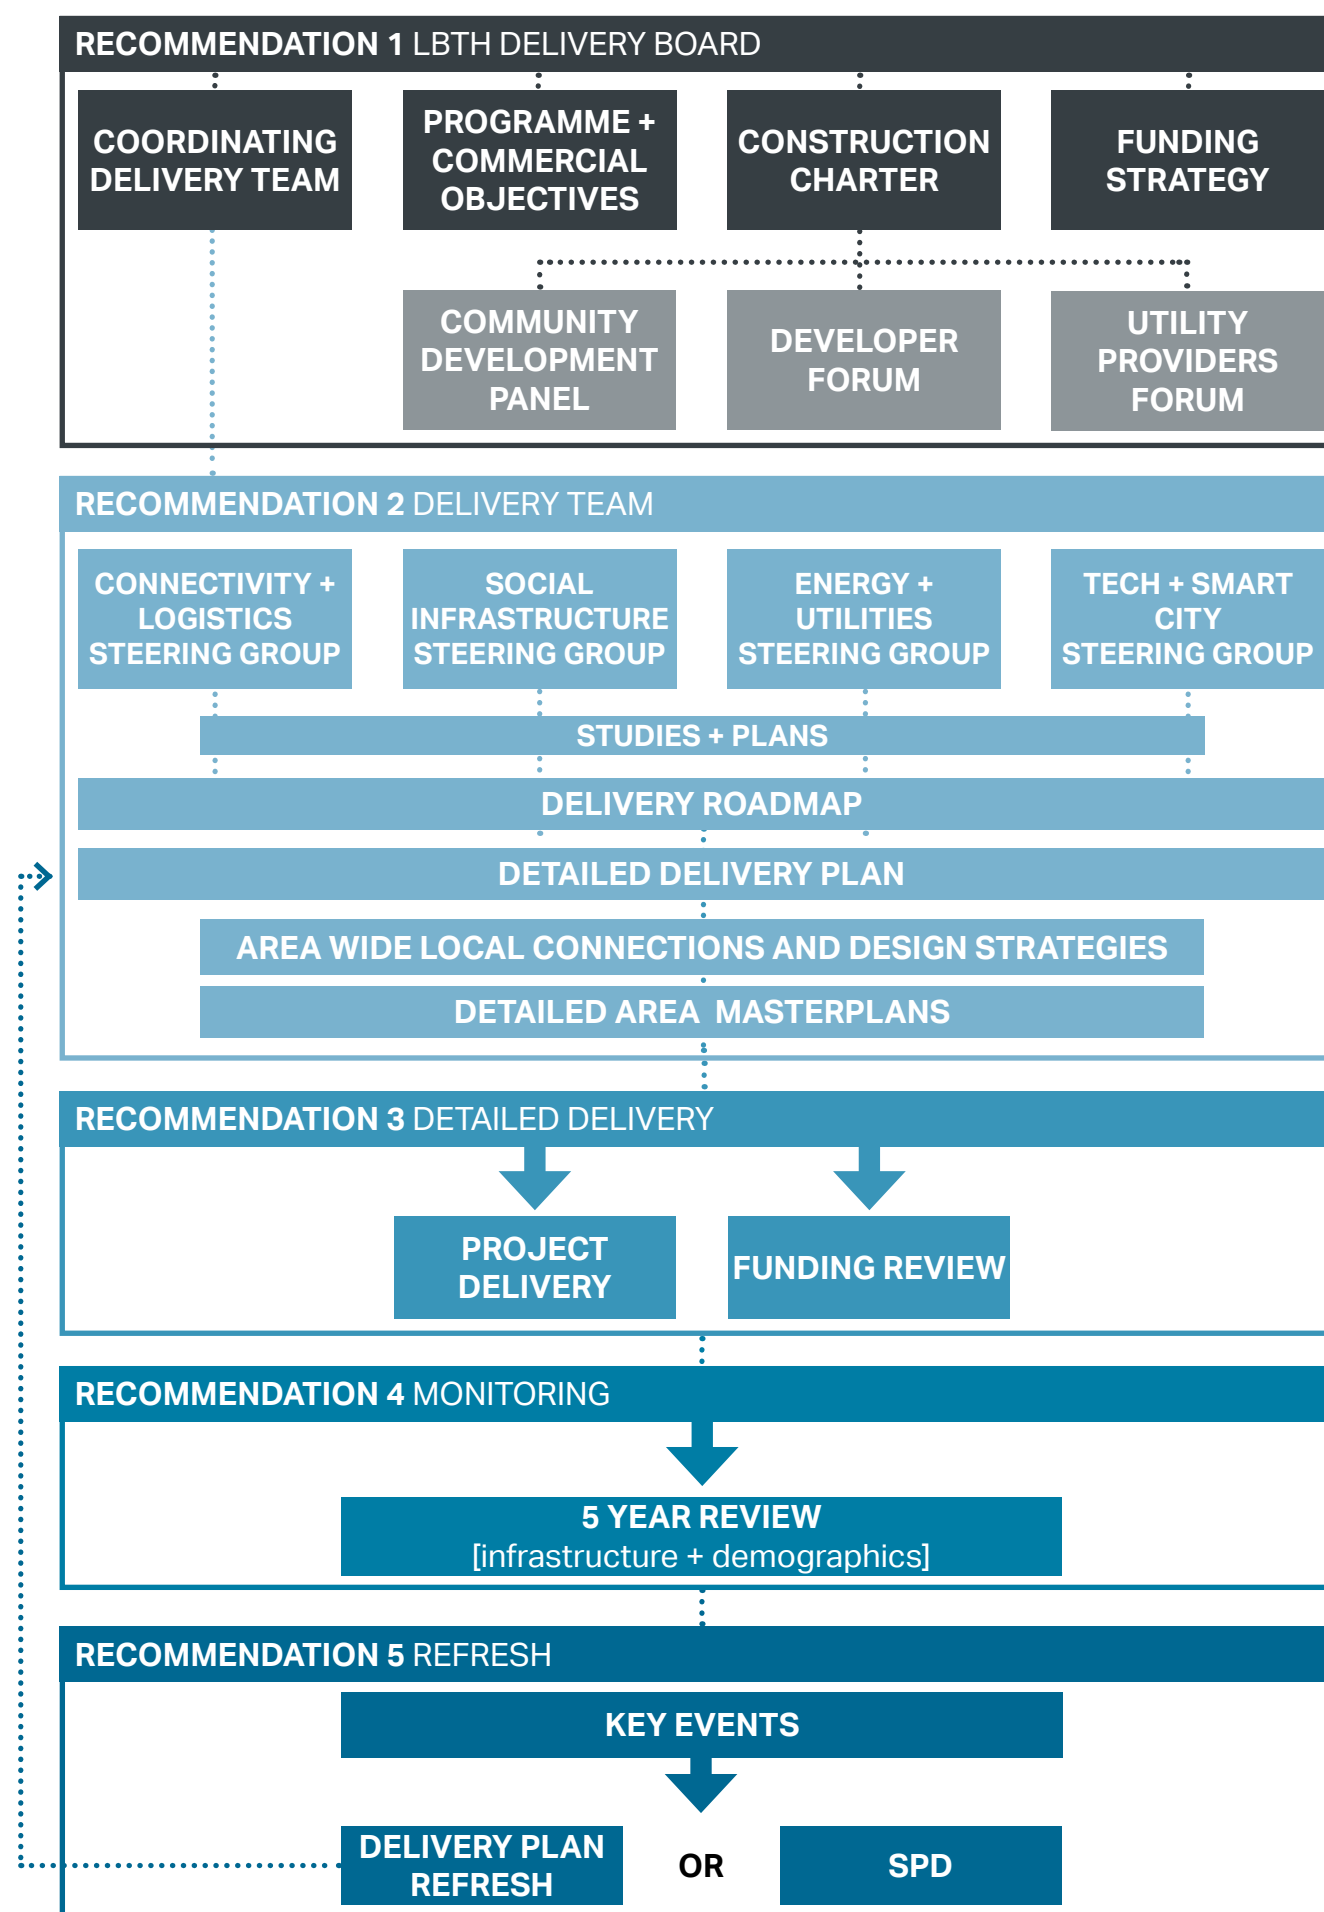 RECOMMENDATION 1 LBTH DELIVERY BOARD
COORDINATING
DELIVERY TEAM
PROGRAMME +
COMMERCIAL
OBJECTIVES
CONSTRUCTION
CHARTER
FUNDING
STRATEGY
COMMUNITY
DEVELOPMENT
PANEL
DEVELOPER
FORUM
UTILITY
PROVIDERS
FORUM
RECOMMENDATION 2 DELIVERY TEAM
CONNECTIVITY +
LOGISTICS
STEERING GROUP
SOCIAL
INFRASTRUCTURE
STEERING GROUP
ENERGY +
UTILITIES
STEERING GROUP
TECH + SMART
CITY
STEERING GROUP
STUDIES + PLANS
DELIVERY ROADMAP
DETAILED DELIVERY PLAN
AREA WIDE LOCAL CONNECTIONS AND DESIGN STRATEGIES
DETAILED AREA MASTERPLANS
RECOMMENDATION 3 DETAILED DELIVERY
PROJECT
DELIVERY
FUNDING REVIEW
RECOMMENDATION 4 MONITORING
5 YEAR REVIEW
[infrastructure + demographics]
RECOMMENDATION 5 REFRESH
KEY EVENTS
DELIVERY PLAN
REFRESH
OR
SPD